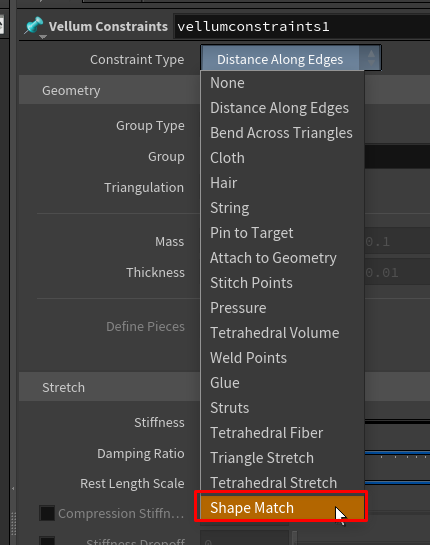 Vellum Constraints vellumconstraints1
Constraint Type Distance Along Edges
None
Geometry
Distance Along Edges
Group Type
Bend Across Triangles
Group
Cloth
Triangulation
Hair
String
Pin to Target
Mass
0.1
Attach to Geometry
Thickness
0.01
Stitch Points
Pressure
Define Pieces
Tetrahedral Volume
Weld Points
Stretch
Glue
Struts
Stiffness
Tetrahedral Fiber
Damping Ratio
Triangle Stretch
Rest Length Scale
Tetrahedral Stretch
Shape Match
Compression Stiffn...
Stiffness Dropoff
0